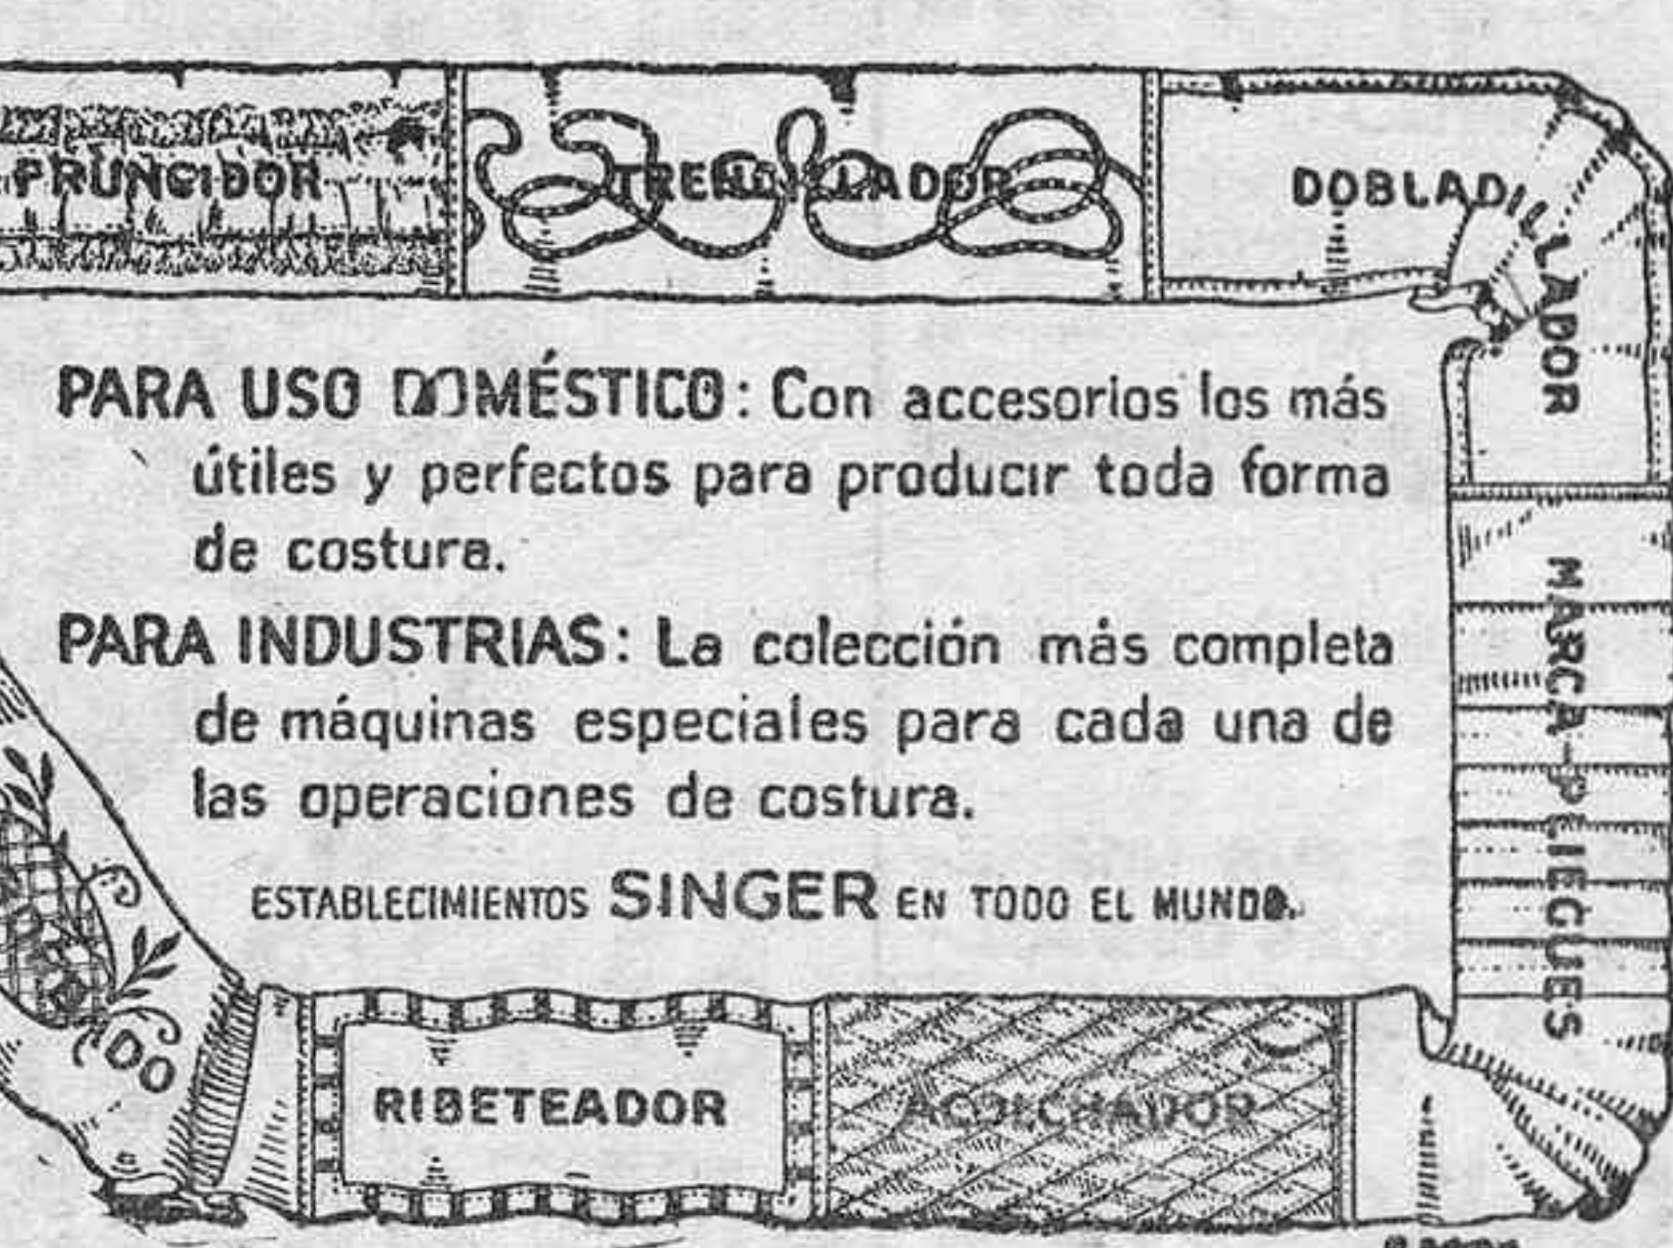 FRUNCIDOR
TRENCILLADOR
DOBLADILLADOR
PARA USO DOMÉSTICO: Con accesorios los más
útiles y perfectos para producir toda forma
de costura.
PARA INDUSTRIAS: La colección más completa
de máquinas especiales para cada una de
las operaciones de costura.
ESTABLECIMIENTOS SINGER EN TODO EL MUNDO.
MARCA-PLIEGUES
DO
RIBETEADOR
ACOLCHADOR